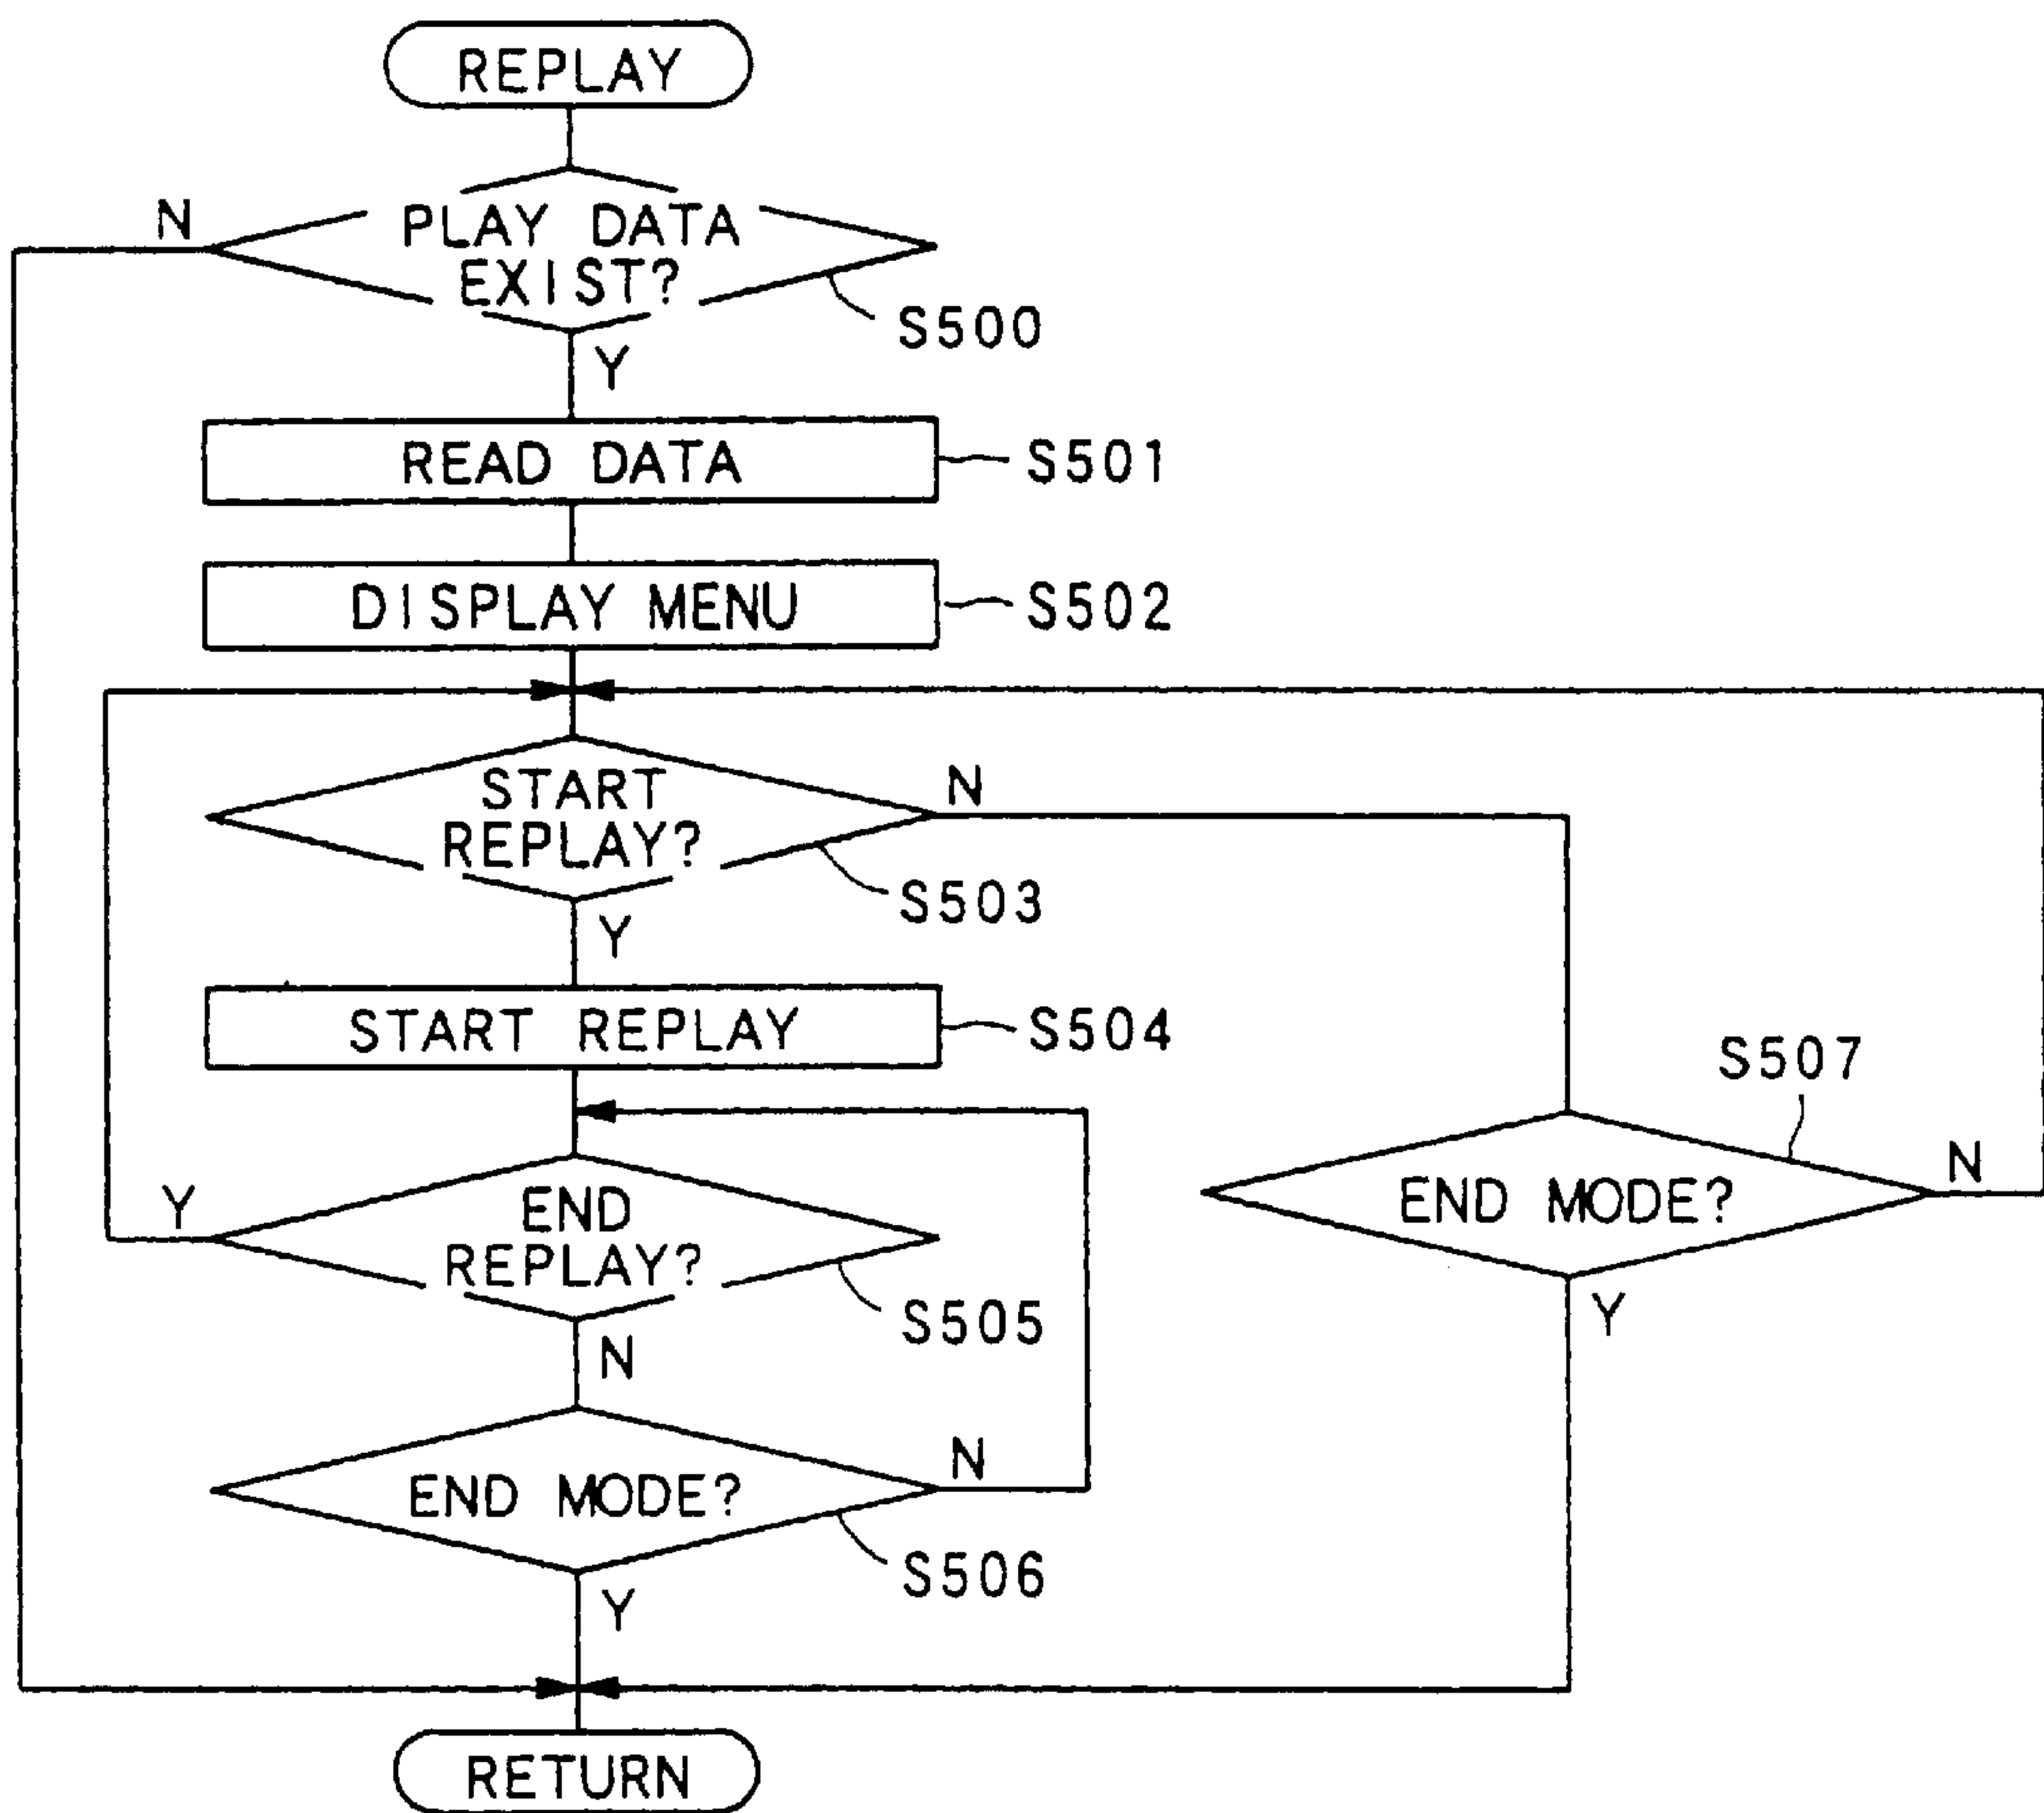 REPLAY
N
PLAY DATA
EXIST?
S500
Y
READ DATA
S501
DISPLAY MENU
S502
START
REPLAY?
N
S503
Y
START REPLAY
S504
S507
END
REPLAY?
Y
S505
N
END MODE?
N
Y
END MODE?
N
S506
Y
RETURN